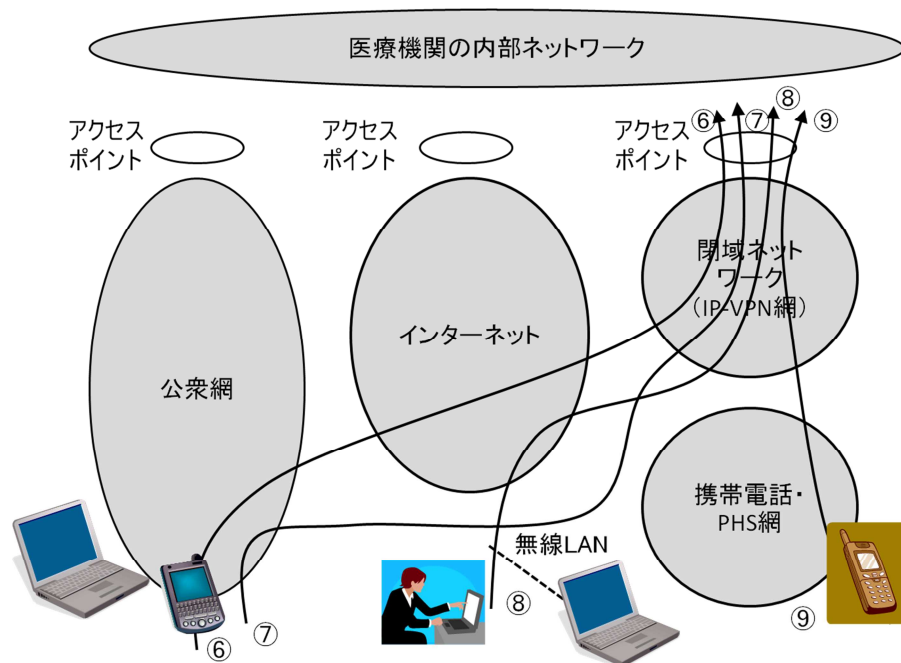 医療機関の内部ネットワーク
アクセス
ポイント
アクセス
ポイント
アクセス
ポイント
⑥
⑦
⑧
⑨
閉域ネット
ワーク
（IP-VPN網）
インターネット
公衆網
携帯電話・
PHS網
無線LAN
⑥
⑦
⑧
⑨